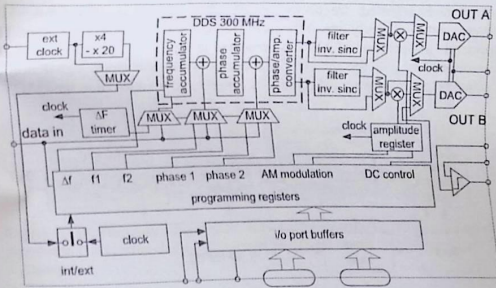 DDS 300 MHz
OUT A
ext
clock
x4
- x 20
MUX
frequency
accumulator
phase
accumulator
phase/amp.
converter
filter
inv. sinc
MUX
MUX
DAC
clock
filter
inv. sinc
MUX
MUX
DAC
OUT B
clock
ΔF
timer
MUX
MUX
MUX
clock
amplitude
register
data in
Δf
f1
f2
phase 1
phase 2
AM modulation
DC control
programming registers
clock
i/o port buffers
int/ext